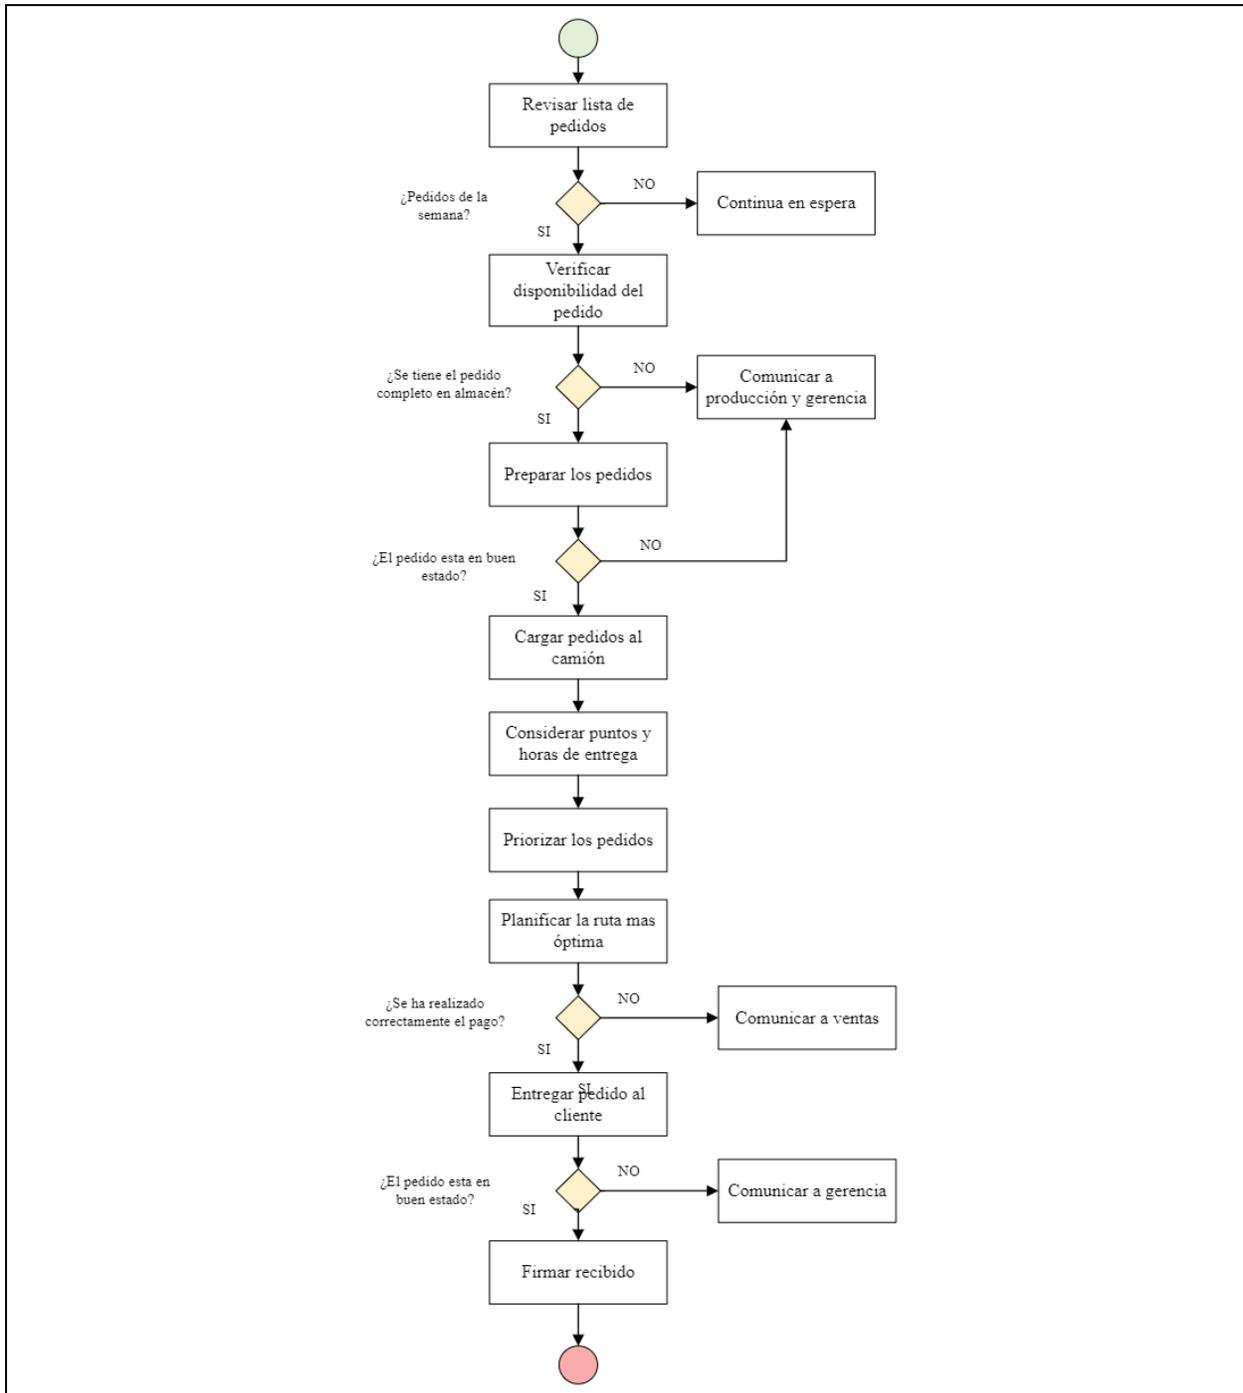 Revisar lista de
pedidos
¿Pedidos de la
semana?
NO
Continua en espera
SI
Verificar
disponibilidad del
pedido
¿Se tiene el pedido
completo en almacén?
NO
Comunicar a
producción y gerencia
SI
Preparar los pedidos
¿El pedido esta en buen
estado?
NO
SI
Cargar pedidos al
camión
Considerar puntos y
horas de entrega
Priorizar los pedidos
Planificar la ruta mas
óptima
¿Se ha realizado
correctamente el pago?
NO
Comunicar a ventas
SI
SI
Entregar pedido al
cliente
¿El pedido esta en
buen estado?
NO
Comunicar a gerencia
SI
Firmar recibido